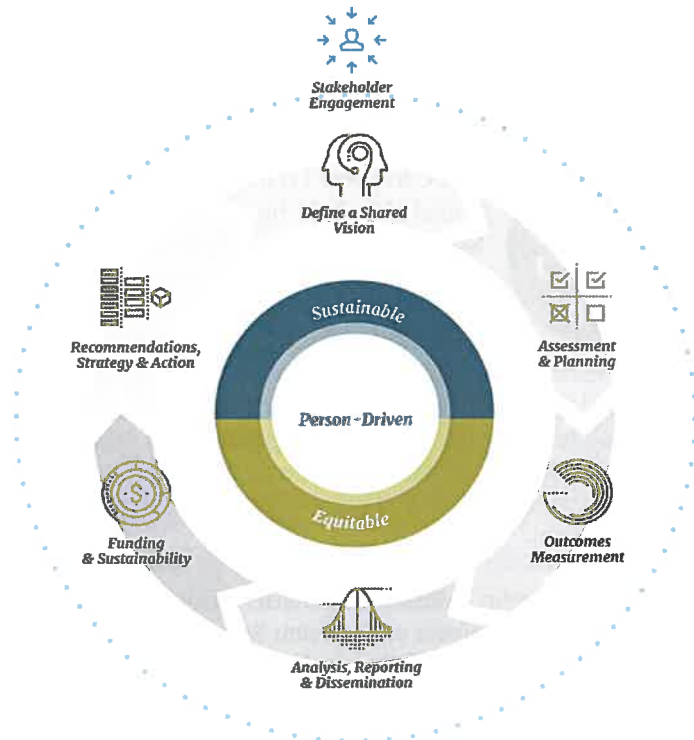 Stakeholder
Engagement
Define a Shared
Vision
Sustainable
Recommendations,
Strategy & Action
Assessment
& Planning
Person-Driven
$
Equitable
Funding
& Sustainability
Outcomes
Measurement
Analysis, Reporting
& Dissemination